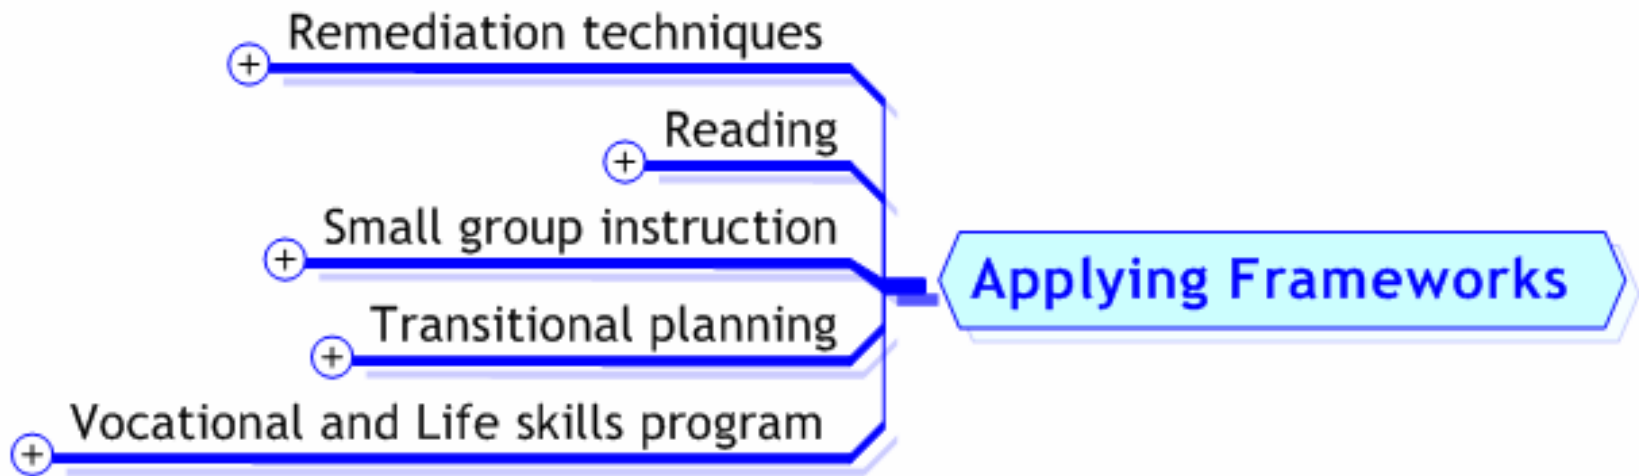 Remediation techniques
Reading
Small group instruction
Applying Frameworks
Transitional planning
Vocational and Life skills program